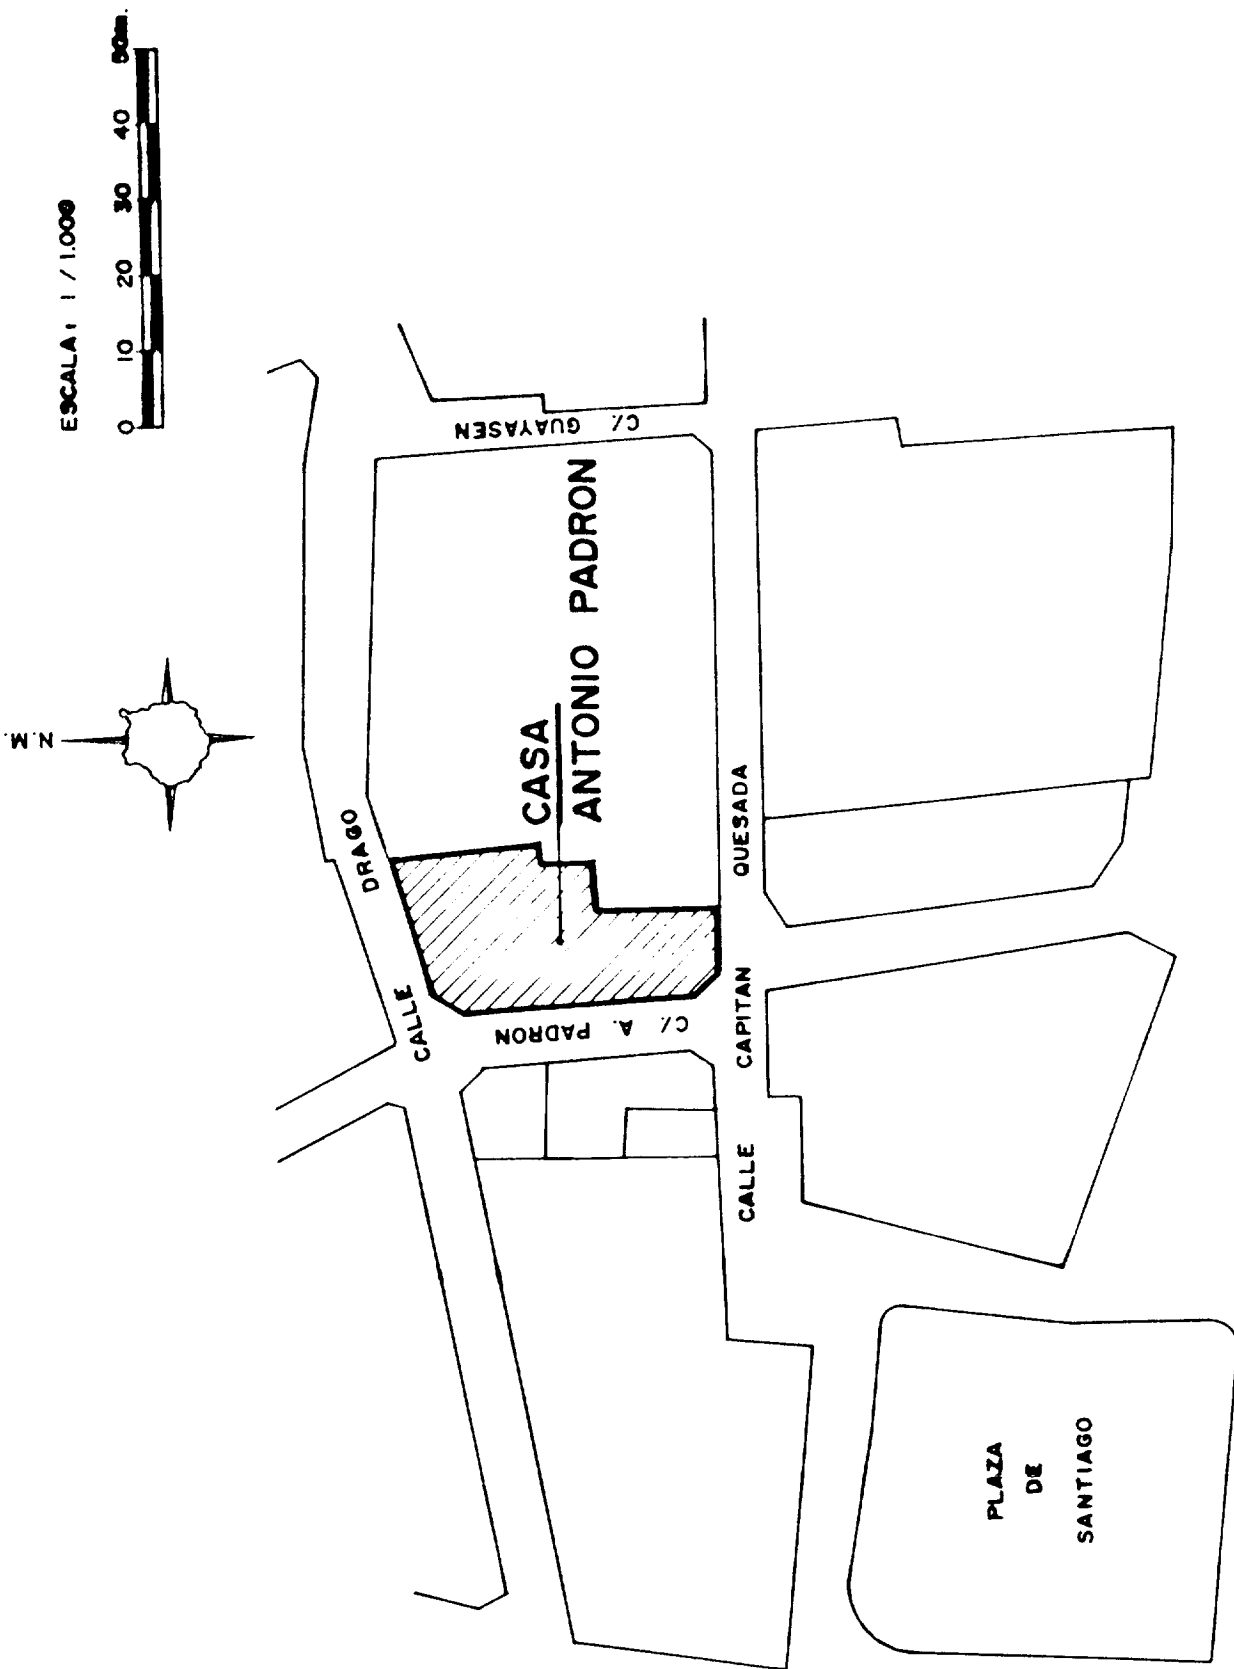 N.M.
ESCALA: 1 / 1.000
0 10 20 30 40 50m.
CALLE DRAGO
C/. GUAYASEN
CASA
ANTONIO PADRON
C/. A. PADRON
CALLE CAPITAN QUESADA
PLAZA
DE
SANTIAGO